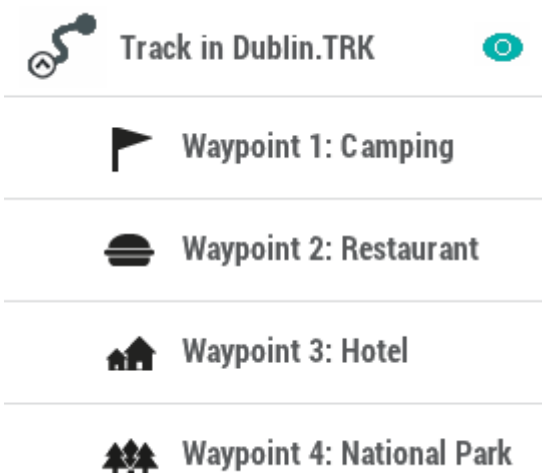 Track in Dublin.TRK
Waypoint 1: Camping
Waypoint 2: Restaurant
Waypoint 3: Hotel
Waypoint 4: National Park